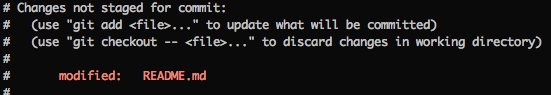 # Changes not staged for commit:
#   (use "git add <file>..." to update what will be committed)
#   (use "git checkout -- <file>..." to discard changes in working directory)
#
#       modified:   README.md
#